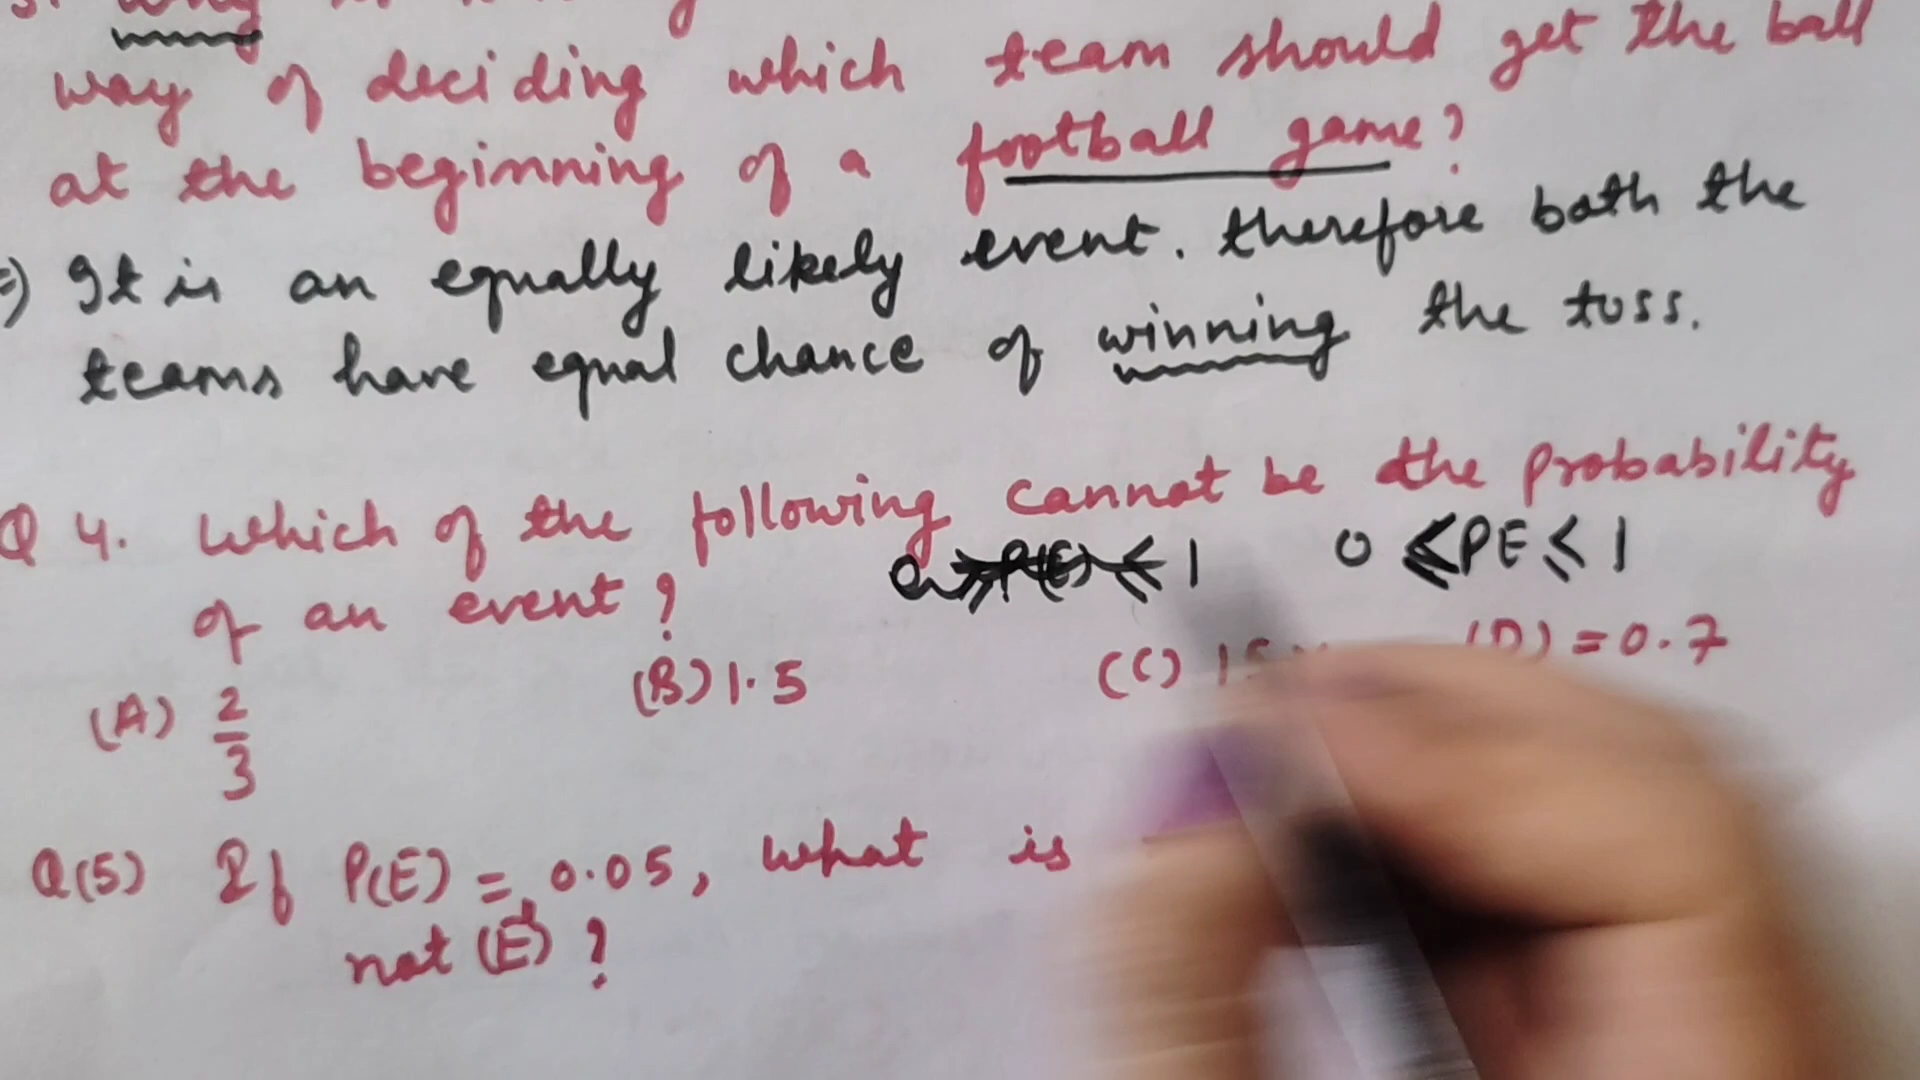 way of deciding which team should get the ball
at the beginning of a football game?
=) It is an equally likely event. therefore both the
teams have equal chance of winning the toss.
Q 4. Which of the following cannot be the probability
of an event? 1 0 ≤ PE ≤ 1
(A) 2/3 (B) 1.5 (C) 15 (D) = 0.7
Q(5) If P(E) = 0.05, what is
not (E)?